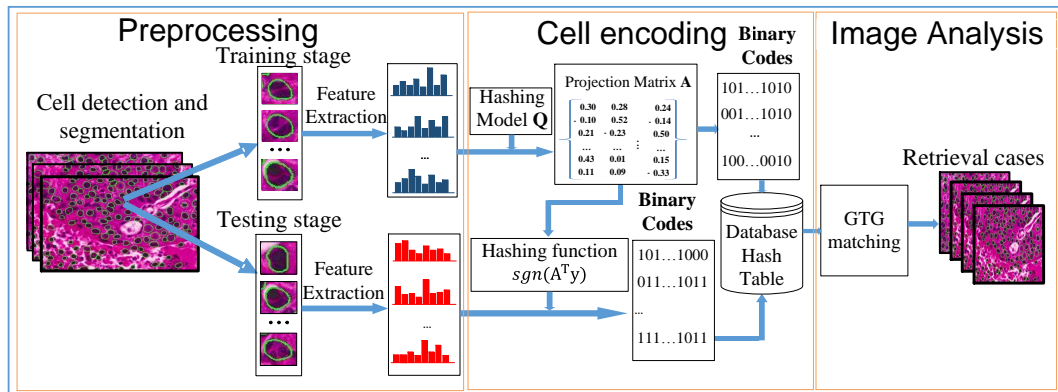 Preprocessing
Training stage
Cell detection and
segmentation
Feature
Extraction
...
...
Testing stage
Feature
Extraction
...
...
Cell encoding
Hashing
Model Q
Projection Matrix A
0.30 0.28 0.24
- 0.10 0.52 - 0.14
0.21 - 0.23 0.50
... ... ⋮ ...
0.43 0.01 0.15
0.11 0.09 - 0.33
Binary
Codes
101…1010
001…1010
...
100…0010
Hashing function
sgn(AᵀY)
Binary
Codes
101…1000
011…1011
...
111…1011
Database
Hash
Table
Image Analysis
GTG
matching
Retrieval cases